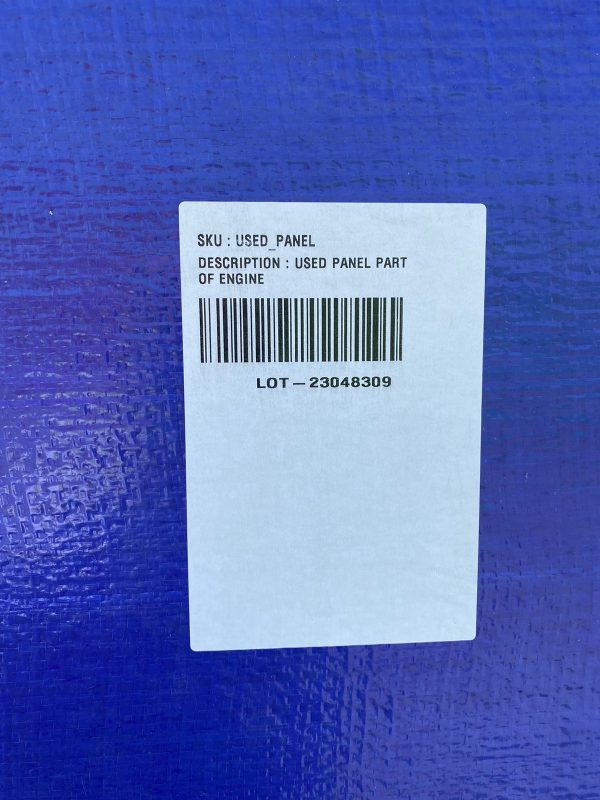 SKU : USED_PANEL
DESCRIPTION : USED PANEL PART
OF ENGINE
LOT - 23048309